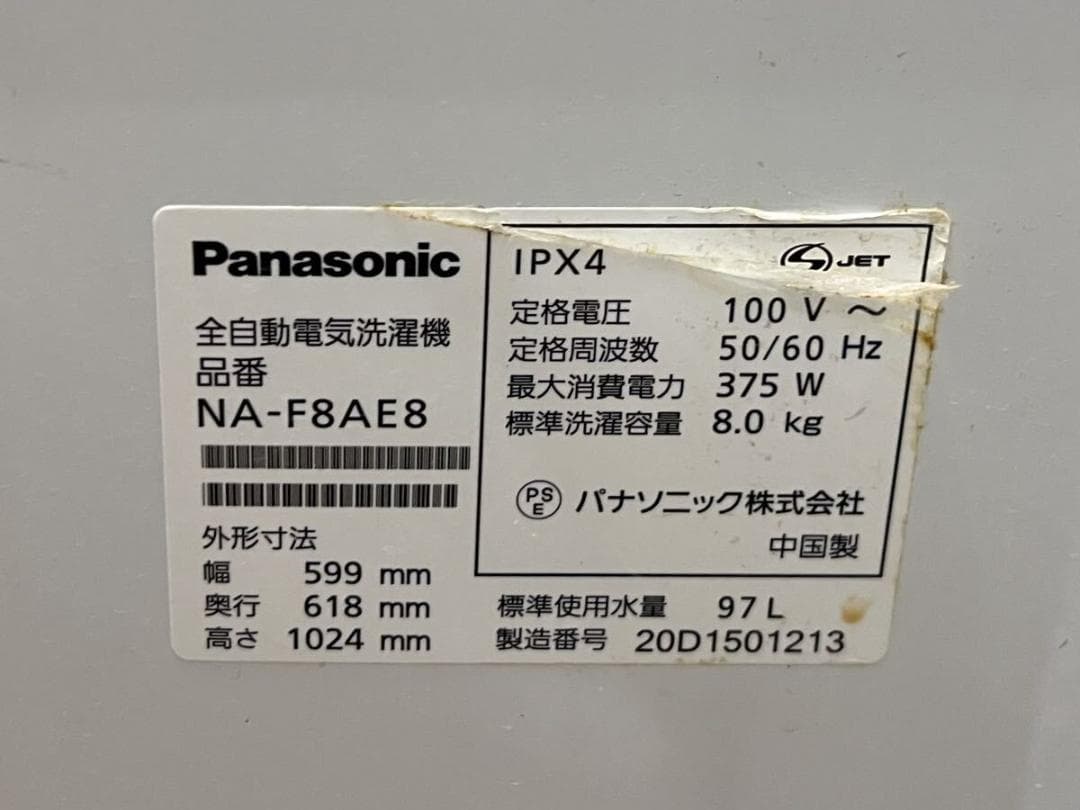 Panasonic
全自動電気洗濯機
品番
NA-F8AE8
外形寸法
幅 599 mm
奥行 618 mm
高さ 1024 mm
IPX4
JET
定格電圧 100 V ～
定格周波数 50/60 Hz
最大消費電力 375 W
標準洗濯容量 8.0 kg
PS
E
パナソニック株式会社
中国製
標準使用水量 97 L
製造番号 20D1501213